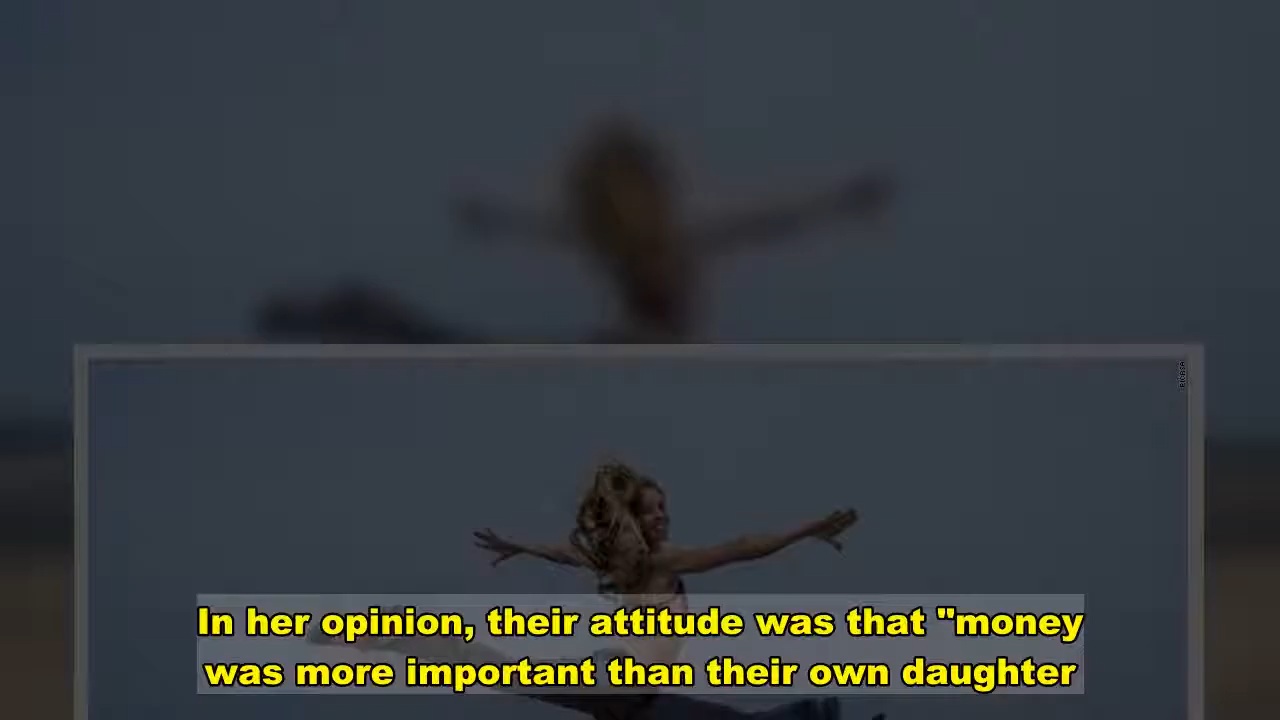 In her opinion, their attitude was that "money
was more important than their own daughter